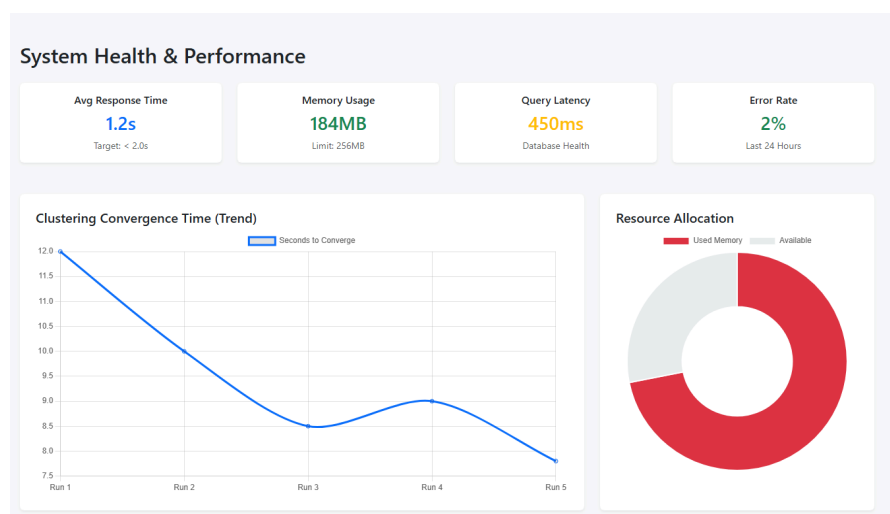 System Health & Performance
Avg Response Time
1.2s
Target: < 2.0s
Memory Usage
184MB
Limit: 256MB
Query Latency
450ms
Database Health
Error Rate
2%
Last 24 Hours
Clustering Convergence Time (Trend)
Seconds to Converge
12.0
11.5
11.0
10.5
10.0
9.5
9.0
8.5
8.0
7.5
Run 1
Run 2
Run 3
Run 4
Run 5
Resource Allocation
Used Memory
Available